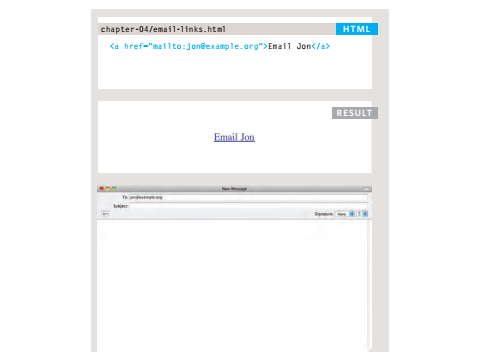 chapter-04/email-links.html
HTML
<a href="mailto:jon@example.org">Email Jon</a>
RESULT
Email Jon
New Message
To: jon@example.org
Subject:
Signature: None